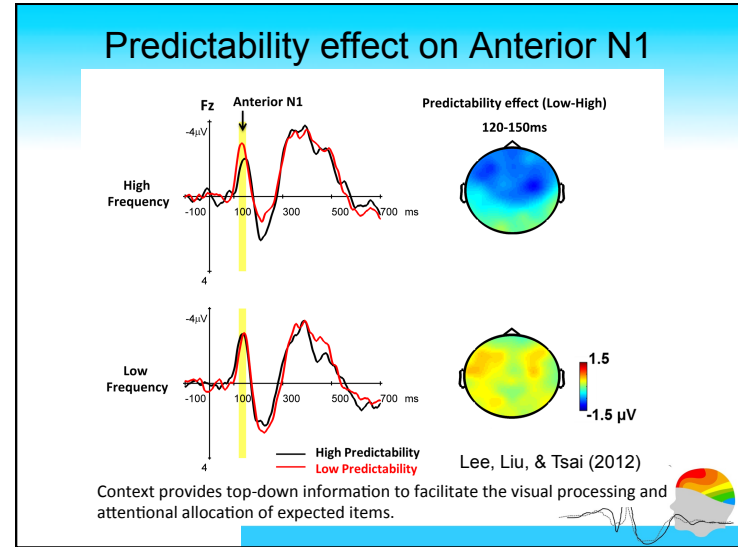 Predictability effect on Anterior N1
Fz Anterior N1
-4µV
High
Frequency
-100 100 300 500 700 ms
4
Predictability effect (Low-High)
120-150ms
-4µV
Low
Frequency
-100 100 300 500 700 ms
4
High Predictability
Low Predictability
1.5
-1.5 µV
Lee, Liu, & Tsai (2012)
Context provides top-down information to facilitate the visual processing and
attentional allocation of expected items.